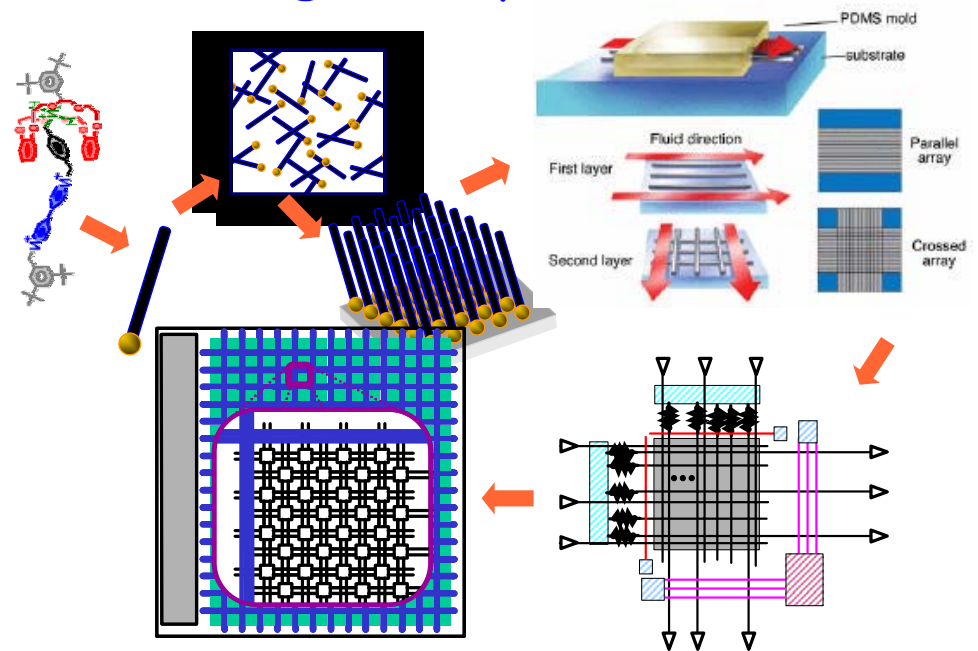 PDMS mold
substrate
Fluid direction
First layer
Parallel
array
Second layer
Crossed
array